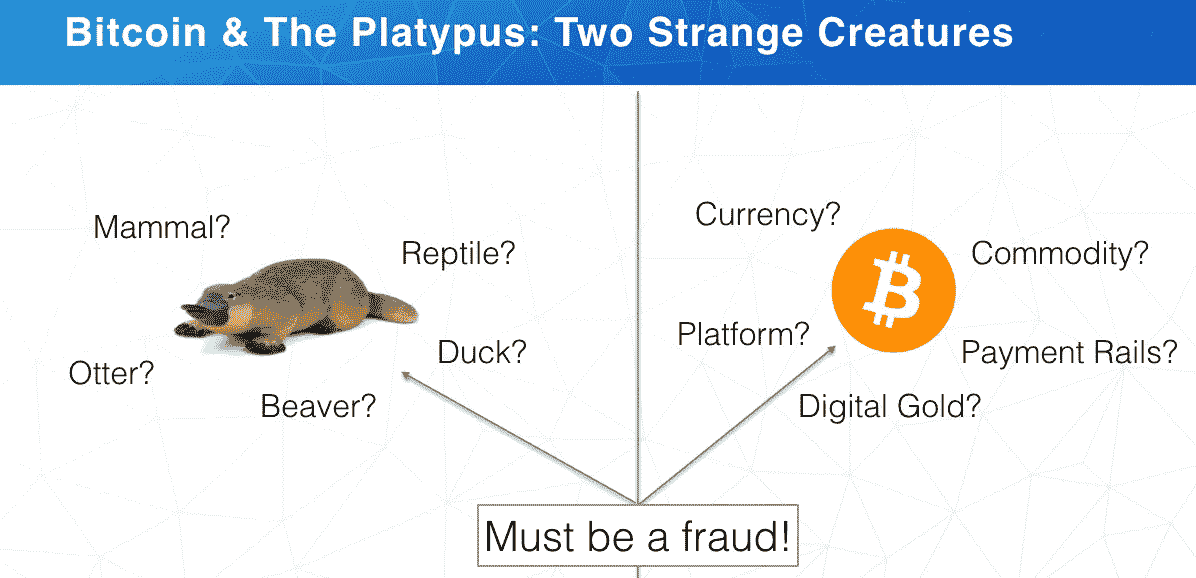 Bitcoin & The Platypus: Two Strange Creatures
Mammal?
Reptile?
Otter?
Duck?
Beaver?
Currency?
Commodity?
Platform?
Payment Rails?
Digital Gold?
Must be a fraud!